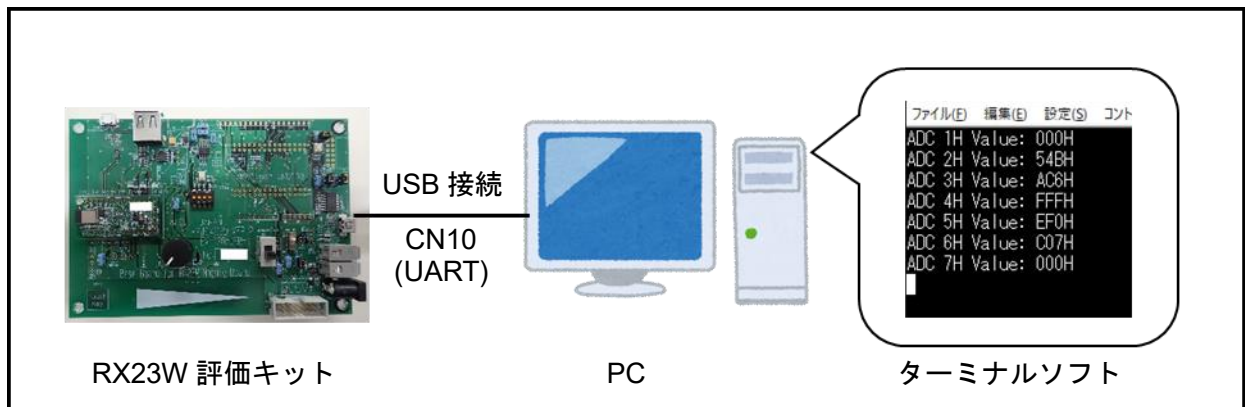 USB 接続
CN10
(UART)
ファイル(F) 編集(E) 設定(S) コント
ADC 1H Value: 000H
ADC 2H Value: 54BH
ADC 3H Value: AC6H
ADC 4H Value: FFFH
ADC 5H Value: EF0H
ADC 6H Value: C07H
ADC 7H Value: 000H
RX23W 評価キット
PC
ターミナルソフト